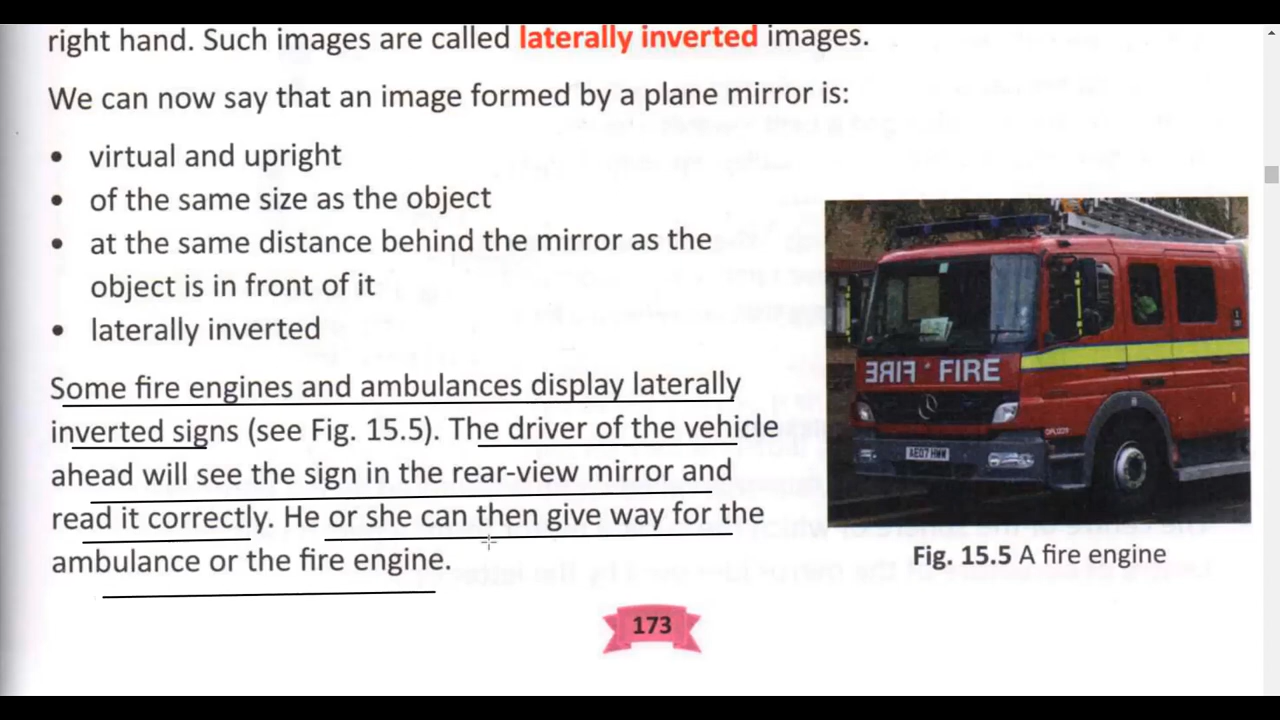 right hand. Such images are called laterally inverted images.
We can now say that an image formed by a plane mirror is:
• virtual and upright
• of the same size as the object
• at the same distance behind the mirror as the
object is in front of it
• laterally inverted
Some fire engines and ambulances display laterally
inverted signs (see Fig. 15.5). The driver of the vehicle
ahead will see the sign in the rear-view mirror and
read it correctly. He or she can then give way for the
ambulance or the fire engine.
FIRE · FIRE
AE07 HWW
Fig. 15.5 A fire engine
173